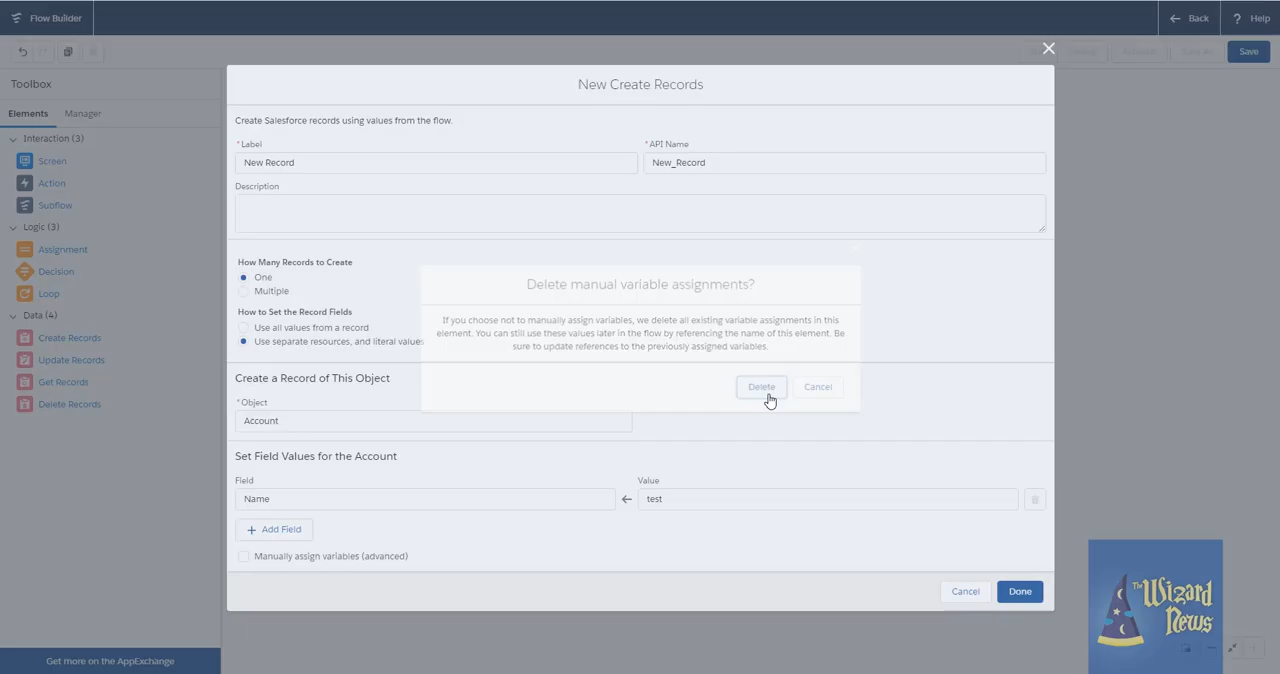 Flow Builder
Back
? Help
Save As
Save
Toolbox
New Create Records
Elements
Manager
Create Salesforce records using values from the flow.
Interaction (3)
* Label
* API Name
Screen
New Record
New_Record
Action
Description
Subflow
Logic (3)
Assignment
Decision
How Many Records to Create
One
Loop
Multiple
Delete manual variable assignments?
Data (4)
How to Set the Record Fields
If you choose not to manually assign variables, we delete all existing variable assignments in this
Use all values from a record
element. You can still use these values later in the flow by referencing the name of this element. Be
Create Records
Use separate resources, and literal values
sure to update references to the previously assigned variables.
Update Records
Get Records
Create a Record of This Object
Delete
Cancel
Delete Records
* Object
Account
Set Field Values for the Account
Field
Value
Name
test
+ Add Field
Manually assign variables (advanced)
Cancel
Done
The Wizard
News
Get more on the AppExchange